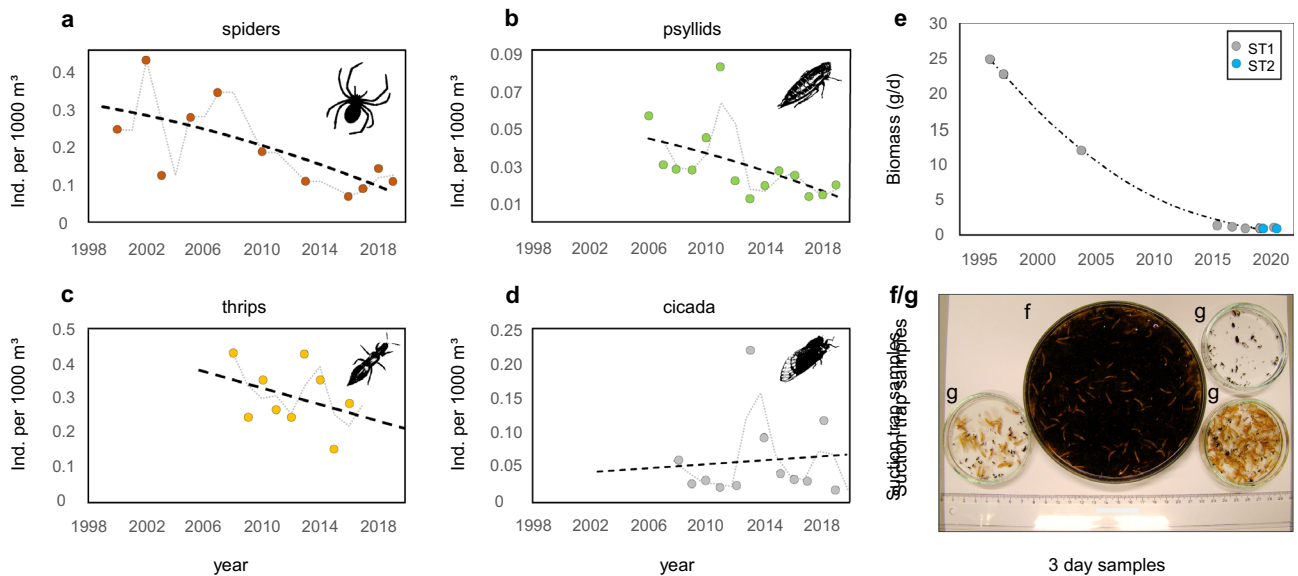 a
spiders
Ind. per 1000 m³
0.4
0.3
0.2
0.1
0
1998 2002 2006 2010 2014 2018
b
psyllids
Ind. per 1000 m³
0.09
0.07
0.05
0.03
0.01
1998 2002 2006 2010 2014 2018
e
Biomass (g/d)
30
25
20
15
10
5
0
1995 2000 2005 2010 2015 2020
ST1
ST2
c
thrips
Ind. per 1000 m³
0.5
0.4
0.3
0.2
0.1
0
1998 2002 2006 2010 2014 2018
year
d
cicada
Ind. per 1000 m³
0.25
0.20
0.15
0.10
0.05
0
1998 2002 2006 2010 2014 2018
year
f/g
Suction trap samples
Suction trap samples
f
g
g
g
3 day samples